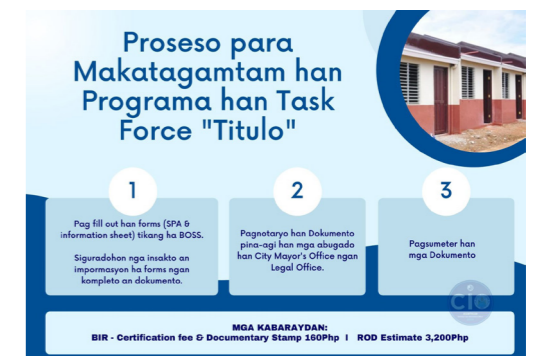 Proseso para
Makatagamtam han
Programa han Task
Force "Titulo"
1
Pag fill out han forms (SPA &
information sheet) tikang ha BOSS.
Siguradohon nga insakto an
impormasyon ha forms ngan
kompleto an dokumento.
2
Pagnotaryo han Dokumento
pina-agi han mga abugado
han City Mayor's Office ngan
Legal Office.
3
Pagsumeter han
mga Dokumento
cio
MGA KABARAYDAN:
BIR - Certification fee & Documentary Stamp 160Php I ROD Estimate 3,200Php